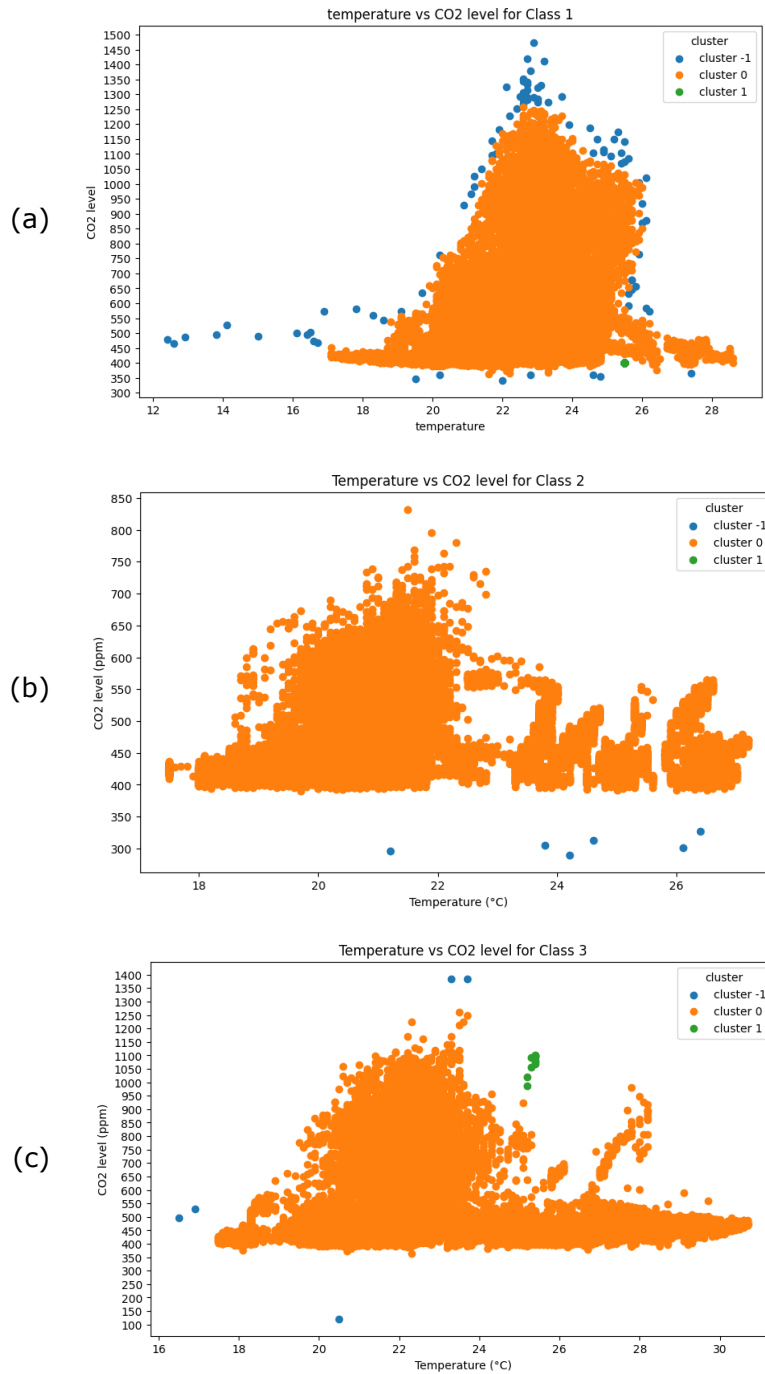 temperature vs CO2 level for Class 1
(a)
CO2 level
1500
1450
1400
1350
1300
1250
1200
1150
1100
1050
1000
950
900
850
800
750
700
650
600
550
500
450
400
350
300
cluster
cluster -1
cluster 0
cluster 1
12 14 16 18 20 22 24 26 28
temperature
Temperature vs CO2 level for Class 2
(b)
CO2 level (ppm)
850
800
750
700
650
600
550
500
450
400
350
300
cluster
cluster -1
cluster 0
cluster 1
18 20 22 24 26
Temperature (°C)
Temperature vs CO2 level for Class 3
(c)
CO2 level (ppm)
1400
1350
1300
1250
1200
1150
1100
1050
1000
950
900
850
800
750
700
650
600
550
500
450
400
350
300
250
200
150
100
cluster
cluster -1
cluster 0
cluster 1
16 18 20 22 24 26 28 30
Temperature (°C)